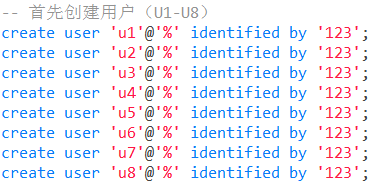 -- 首先创建用户（U1-U8）
create user 'u1'@'%' identified by '123';
create user 'u2'@'%' identified by '123';
create user 'u3'@'%' identified by '123';
create user 'u4'@'%' identified by '123';
create user 'u5'@'%' identified by '123';
create user 'u6'@'%' identified by '123';
create user 'u7'@'%' identified by '123';
create user 'u8'@'%' identified by '123';